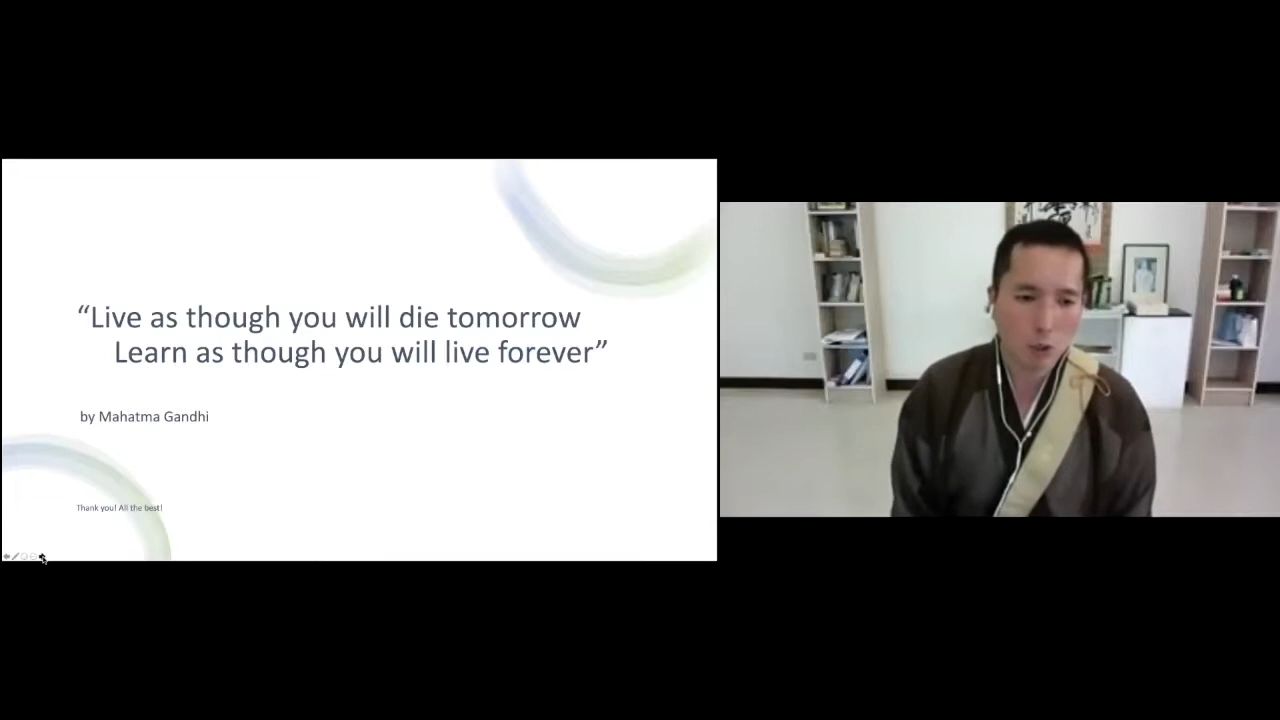 “Live as though you will die tomorrow
Learn as though you will live forever”
by Mahatma Gandhi
Thank you! All the best!